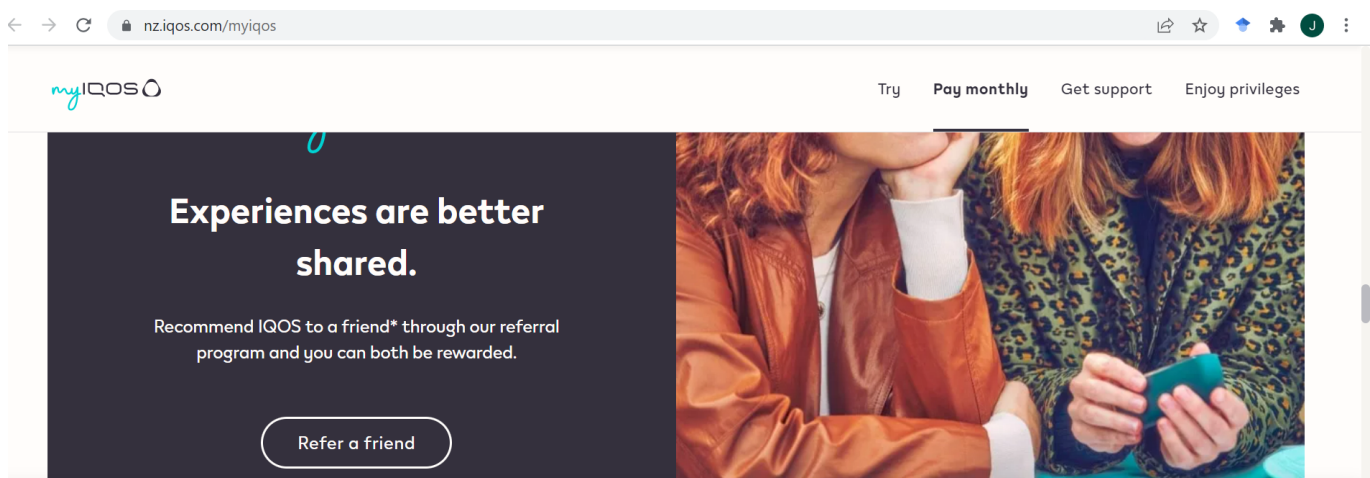 nz.iqos.com/myiqos
J
myIQOS
Try Pay monthly Get support Enjoy privileges
Experiences are better
shared.
Recommend IQOS to a friend* through our referral
program and you can both be rewarded.
Refer a friend